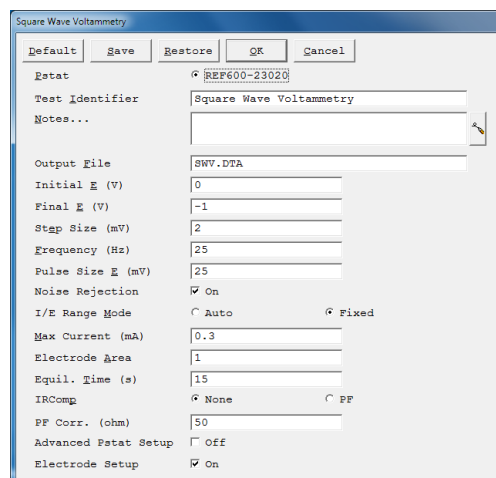 Square Wave Voltammetry
Default Save Restore OK Cancel
Pstat REF600-23020
Test Identifier Square Wave Voltammetry
Notes...
Output File SWV.DTA
Initial E (V) 0
Final E (V) -1
Step Size (mV) 2
Frequency (Hz) 25
Pulse Size E (mV) 25
Noise Rejection On
I/E Range Mode Auto Fixed
Max Current (mA) 0.3
Electrode Area 1
Equil. Time (s) 15
IRComp None PF
PF Corr. (ohm) 50
Advanced Pstat Setup Off
Electrode Setup On